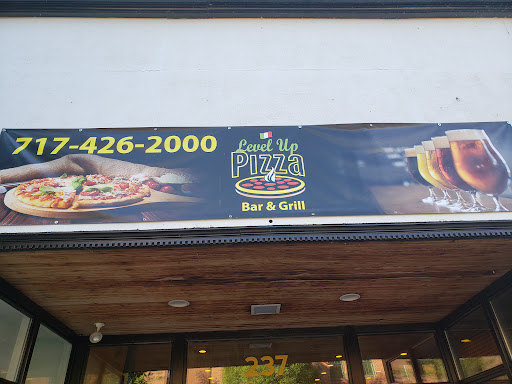 717-426-2000
Level Up
Pizza
Bar & Grill
237